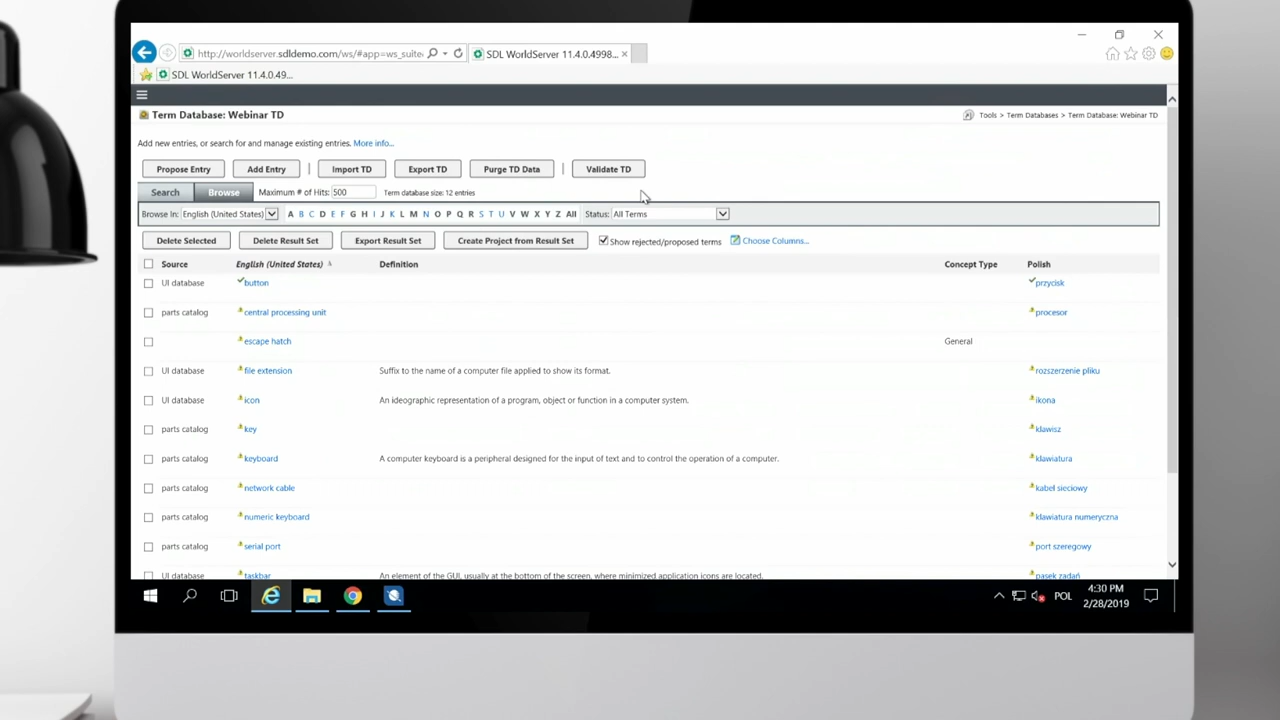 http://worldserver.sdldemo.com/ws/#app=ws_suite SDL WorldServer 11.4.0.4998...
SDL WorldServer 11.4.0.49...
Term Database: Webinar TD Tools > Term Databases > Term Database: Webinar TD
Add new entries, or search for and manage existing entries. More info...
Propose Entry Add Entry | Import TD Export TD Purge TD Data | Validate TD
Search Browse Maximum # of Hits: 500 Term database size: 12 entries
Browse In: English (United States) A B C D E F G H I J K L M N O P Q R S T U V W X Y Z All Status: All Terms
Delete Selected Delete Result Set Export Result Set Create Project from Result Set Show rejected/proposed terms Choose Columns...
Source English (United States) Definition Concept Type Polish
UI database button przycisk
parts catalog central processing unit procesor
escape hatch General
UI database file extension Suffix to the name of a computer file applied to show its format. rozszerzenie pliku
UI database icon An ideographic representation of a program, object or function in a computer system. ikona
parts catalog key klawisz
parts catalog keyboard A computer keyboard is a peripheral designed for the input of text and to control the operation of a computer. klawiatura
parts catalog network cable kabel sieciowy
parts catalog numeric keyboard klawiatura numeryczna
parts catalog serial port port szeregowy
UI database taskbar An element of the GUI, usually at the bottom of the screen, where minimized application icons are located. pasek zadań
POL 4:30 PM
2/28/2019